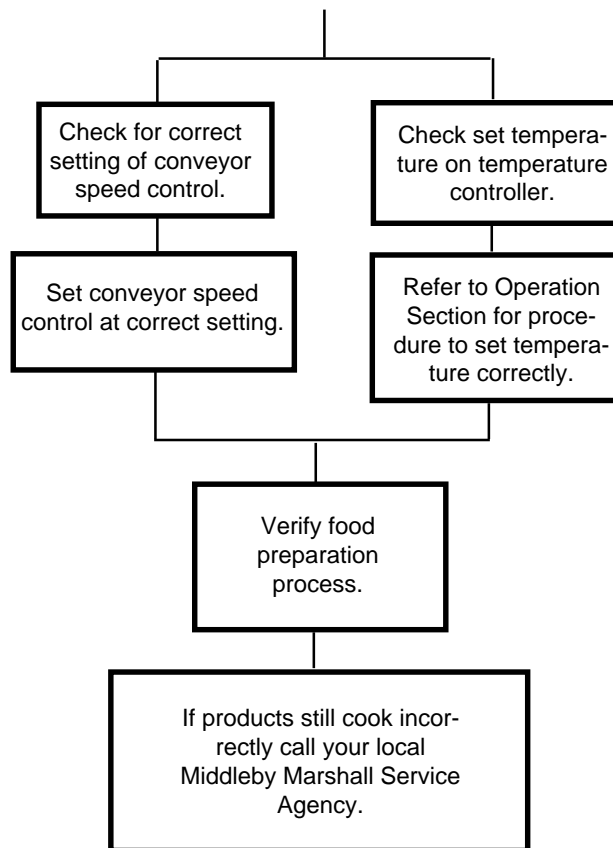 Check for correct
setting of conveyor
speed control.
Set conveyor speed
control at correct setting.
Check set tempera-
ture on temperature
controller.
Refer to Operation
Section for proce-
dure to set tempera-
ture correctly.
Verify food
preparation
process.
If products still cook incor-
rectly call your local
Middleby Marshall Service
Agency.